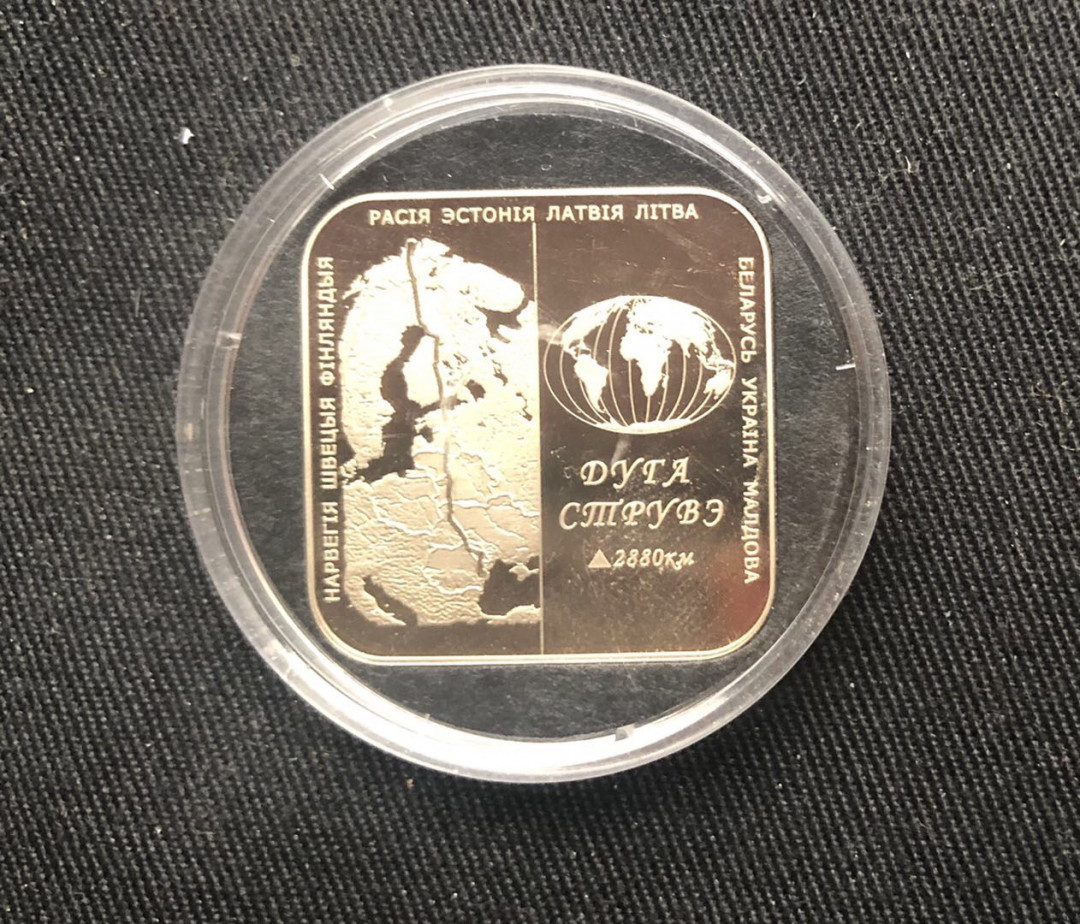 НАРВЕГІЯ ШВЕЦЫЯ ФІНЛЯНДЫЯ
РАСІЯ ЭСТОНІЯ ЛАТВІЯ ЛІТВА
БЕЛАРУСЬ УКРАІНА МАЛДОВА
ДУГА
СТРУВЭ
2880км